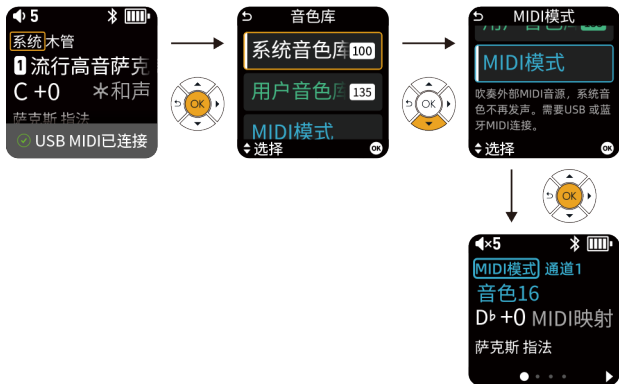 5
系统 木管
1 流行高音萨克
C +0 *和声
萨克斯 指法
USB MIDI已连接
OK
音色库
系统音色库 100
用户音色库 135
MIDI模式
选择 OK
OK
MIDI模式
用户音色库
MIDI模式
吹奏外部MIDI音源，系统音
色不再发声。需要USB 或蓝
牙MIDI连接。
选择 OK
OK
×5
MIDI模式 通道1
音色16
D♭ +0 MIDI映射
萨克斯 指法